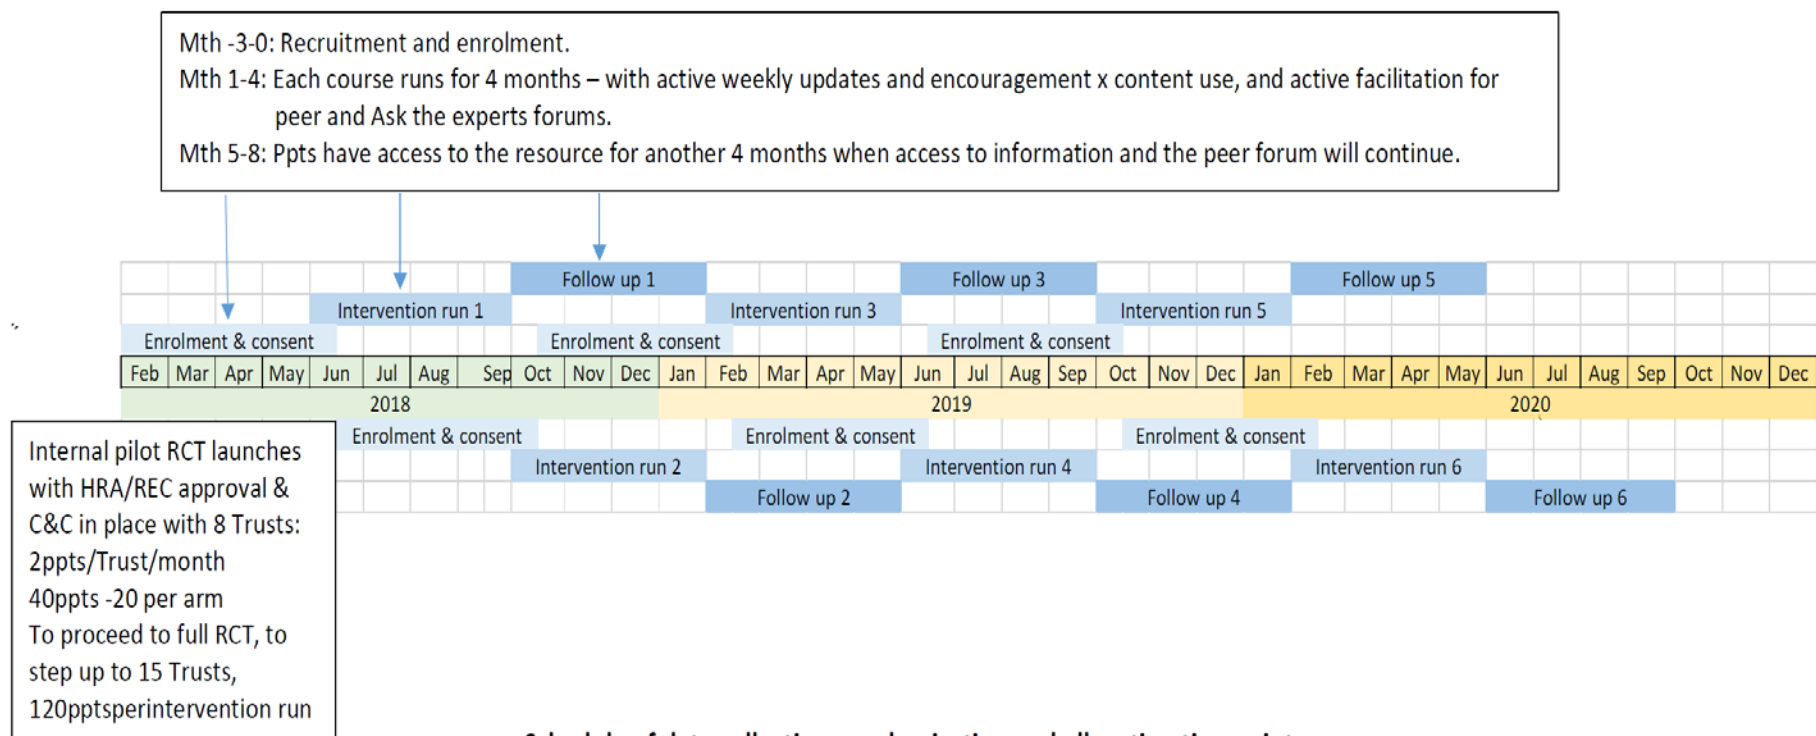 Mth -3-0: Recruitment and enrolment.
Mth 1-4: Each course runs for 4 months – with active weekly updates and encouragement x content use, and active facilitation for
peer and Ask the experts forums.
Mth 5-8: Ppts have access to the resource for another 4 months when access to information and the peer forum will continue.
Follow up 1 Follow up 3 Follow up 5
Intervention run 1 Intervention run 3 Intervention run 5
Enrolment & consent Enrolment & consent Enrolment & consent
Feb Mar Apr May Jun Jul Aug Sep Oct Nov Dec Jan Feb Mar Apr May Jun Jul Aug Sep Oct Nov Dec Jan Feb Mar Apr May Jun Jul Aug Sep Oct Nov Dec
2018 2019 2020
Enrolment & consent Enrolment & consent Enrolment & consent
Intervention run 2 Intervention run 4 Intervention run 6
Follow up 2 Follow up 4 Follow up 6
Internal pilot RCT launches
with HRA/REC approval &
C&C in place with 8 Trusts:
2ppts/Trust/month
40ppts -20 per arm
To proceed to full RCT, to
step up to 15 Trusts,
120pptsperintervention run